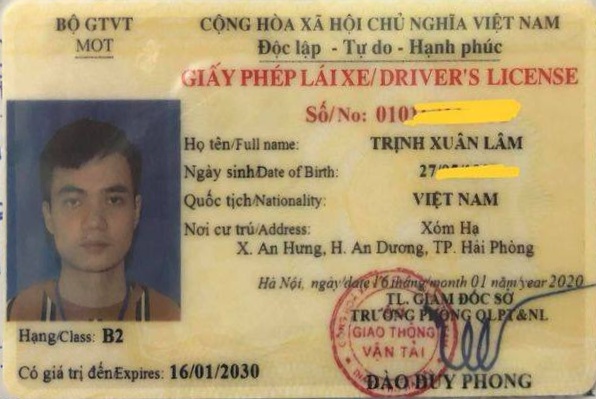 BỘ GTVT
MOT
CỘNG HÒA XÃ HỘI CHỦ NGHĨA VIỆT NAM
Độc lập - Tự do - Hạnh phúc
GIẤY PHÉP LÁI XE/ DRIVER'S LICENSE
Số/No: 010
Họ tên/Full name: TRỊNH XUÂN LÂM
Ngày sinh/Date of Birth: 27/
Quốc tịch/Nationality: VIỆT NAM
Nơi cư trú/Address: Xóm Hạ
X. An Hưng, H. An Dương, TP. Hải Phòng
Hà Nội, ngày/date 16 tháng/month 01 năm/year 2020
TL. GIÁM ĐỐC SỞ
TRƯỞNG PHÒNG QLPT&NL
GIAO THÔNG
VẬN TẢI
Hạng/Class: B2
Có giá trị đến/Expires: 16/01/2030
ĐÀO DUY PHONG